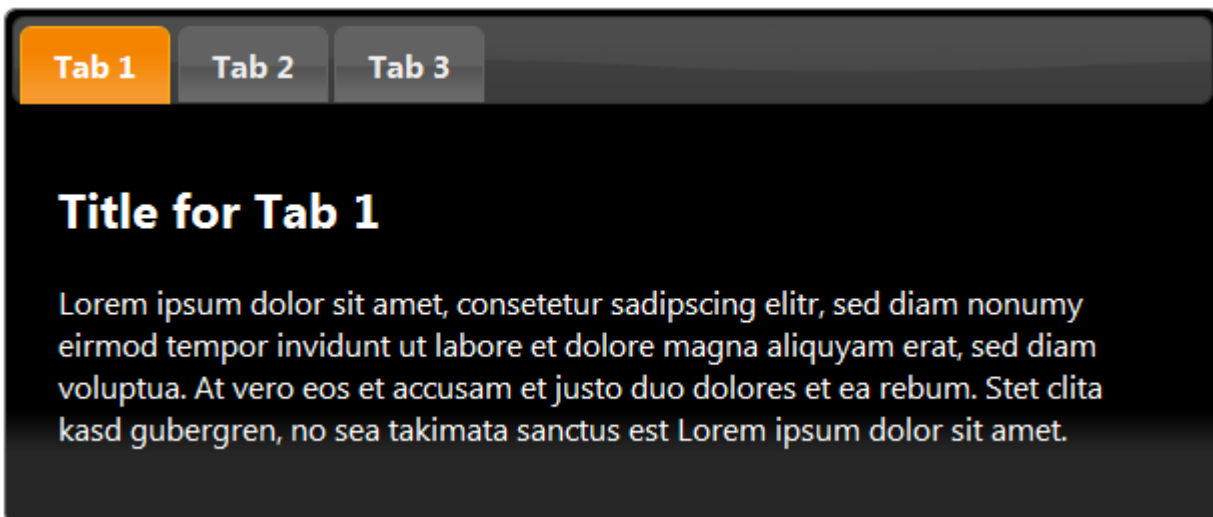 Tab 1 Tab 2 Tab 3
Title for Tab 1
Lorem ipsum dolor sit amet, consetetur sadipscing elitr, sed diam nonumy
eirmod tempor invidunt ut labore et dolore magna aliquyam erat, sed diam
voluptua. At vero eos et accusam et justo duo dolores et ea rebum. Stet clita
kasd gubergren, no sea takimata sanctus est Lorem ipsum dolor sit amet.